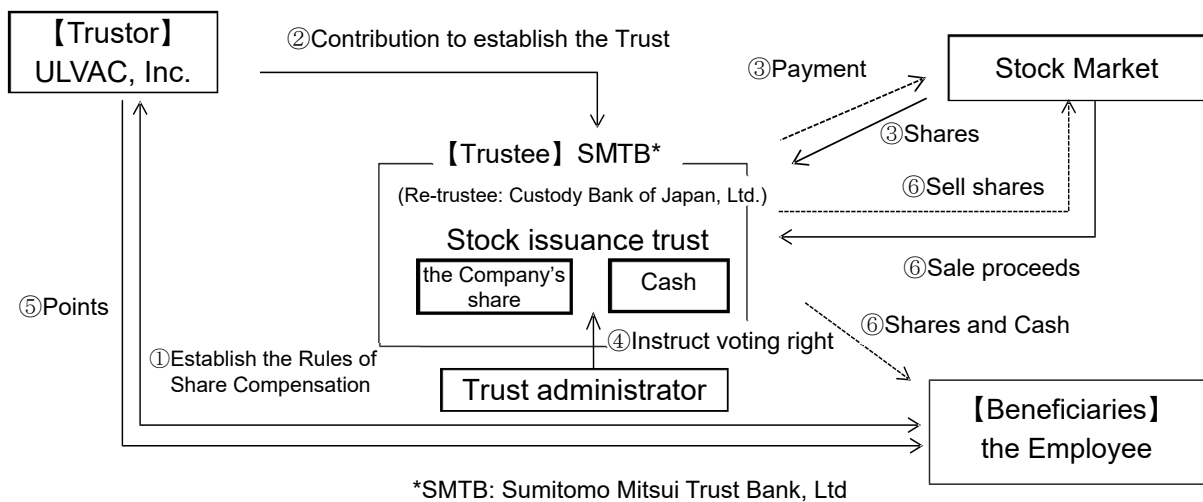 【Trustor】
ULVAC, Inc.
②Contribution to establish the Trust
③Payment
Stock Market
③Shares
【Trustee】SMTB*
(Re-trustee: Custody Bank of Japan, Ltd.)
⑥Sell shares
Stock issuance trust
the Company's
share
Cash
⑥Sale proceeds
⑤Points
⑥Shares and Cash
④Instruct voting right
①Establish the Rules of
Share Compensation
Trust administrator
【Beneficiaries】
the Employee
*SMTB: Sumitomo Mitsui Trust Bank, Ltd